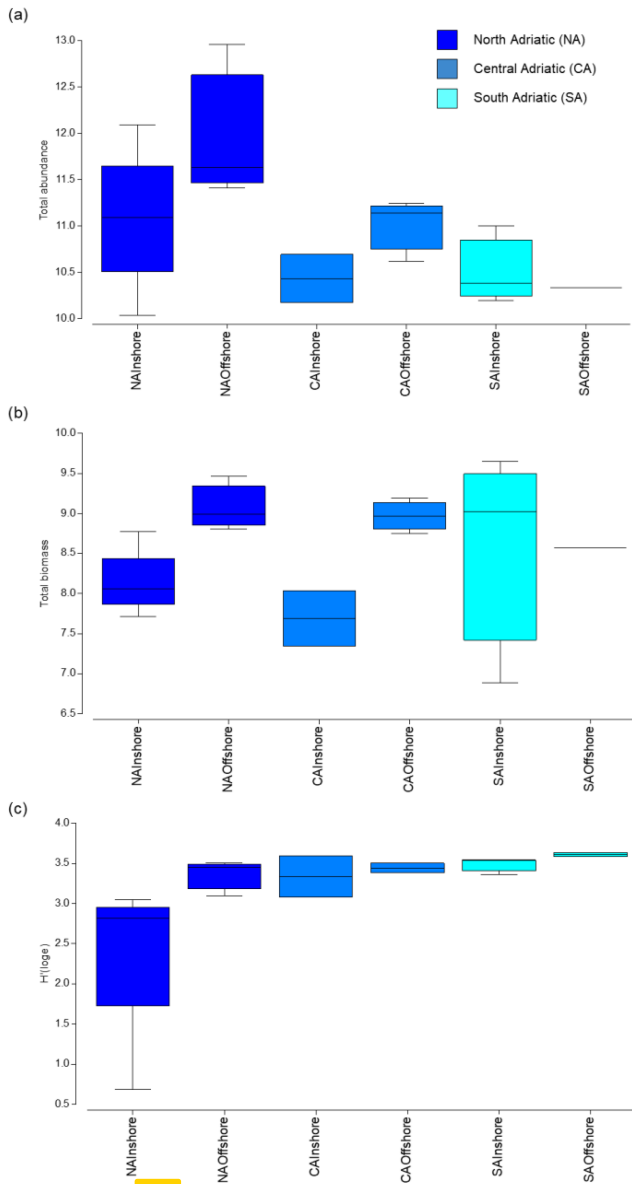 (a)
North Adriatic (NA)
Central Adriatic (CA)
South Adriatic (SA)
Total abundance
13.0
12.5
12.0
11.5
11.0
10.5
10.0
NAInshore
NAOffshore
CAInshore
CAOffshore
SAInshore
SAOffshore
(b)
Total biomass
10.0
9.5
9.0
8.5
8.0
7.5
7.0
6.5
NAInshore
NAOffshore
CAInshore
CAOffshore
SAInshore
SAOffshore
(c)
H'(loge)
4.0
3.5
3.0
2.5
2.0
1.5
1.0
0.5
NAInshore
NAOffshore
CAInshore
CAOffshore
SAInshore
SAOffshore